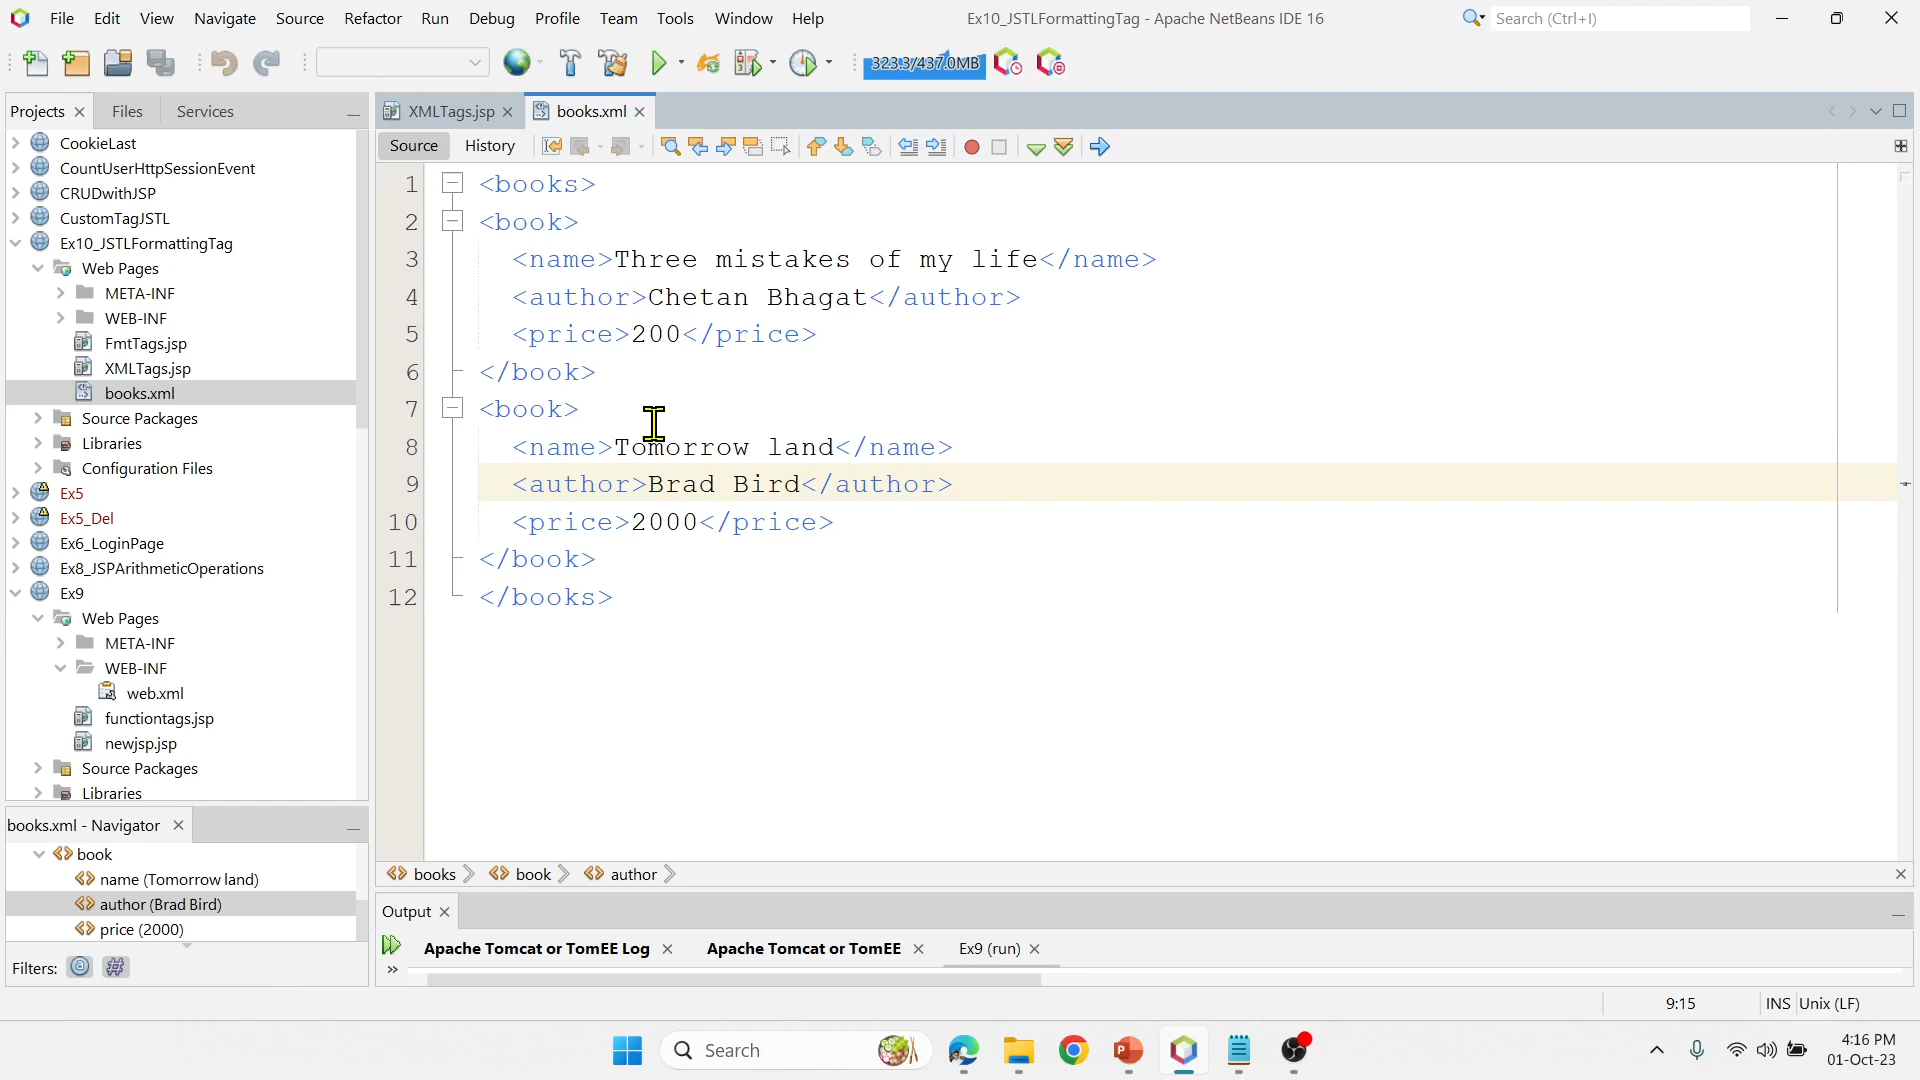 File Edit View Navigate Source Refactor Run Debug Profile Team Tools Window Help
Ex10_JSTLFormattingTag - Apache NetBeans IDE 16
Search (Ctrl+I)
323.3/437.0MB
Projects Files Services
CookieLast
CountUserHttpSessionEvent
CRUDwithJSP
CustomTagJSTL
Ex10_JSTLFormattingTag
Web Pages
META-INF
WEB-INF
FmtTags.jsp
XMLTags.jsp
books.xml
Source Packages
Libraries
Configuration Files
Ex5
Ex5_Del
Ex6_LoginPage
Ex8_JSPArithmeticOperations
Ex9
Web Pages
META-INF
WEB-INF
web.xml
functiontags.jsp
newjsp.jsp
Source Packages
Libraries
books.xml - Navigator
book
name (Tomorrow land)
author (Brad Bird)
price (2000)
Filters:
XMLTags.jsp books.xml
Source History
1 <books>
2 <book>
3 <name>Three mistakes of my life</name>
4 <author>Chetan Bhagat</author>
5 <price>200</price>
6 </book>
7 <book>
8 <name>Tomorrow land</name>
9 <author>Brad Bird</author>
10 <price>2000</price>
11 </book>
12 </books>
books book author
Output
Apache Tomcat or TomEE Log Apache Tomcat or TomEE Ex9 (run)
9:15 INS Unix (LF)
Search
4:16 PM
01-Oct-23